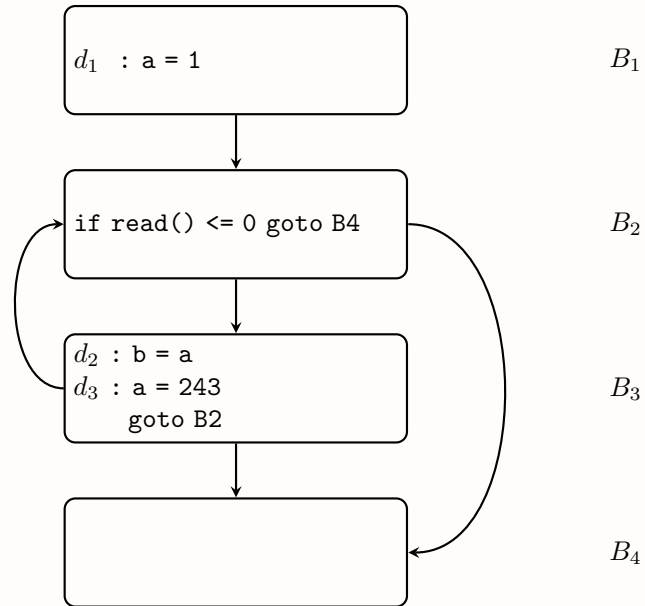 d₁ : a = 1
B₁
if read() <= 0 goto B4
B₂
d₂ : b = a
d₃ : a = 243
goto B2
B₃
B₄